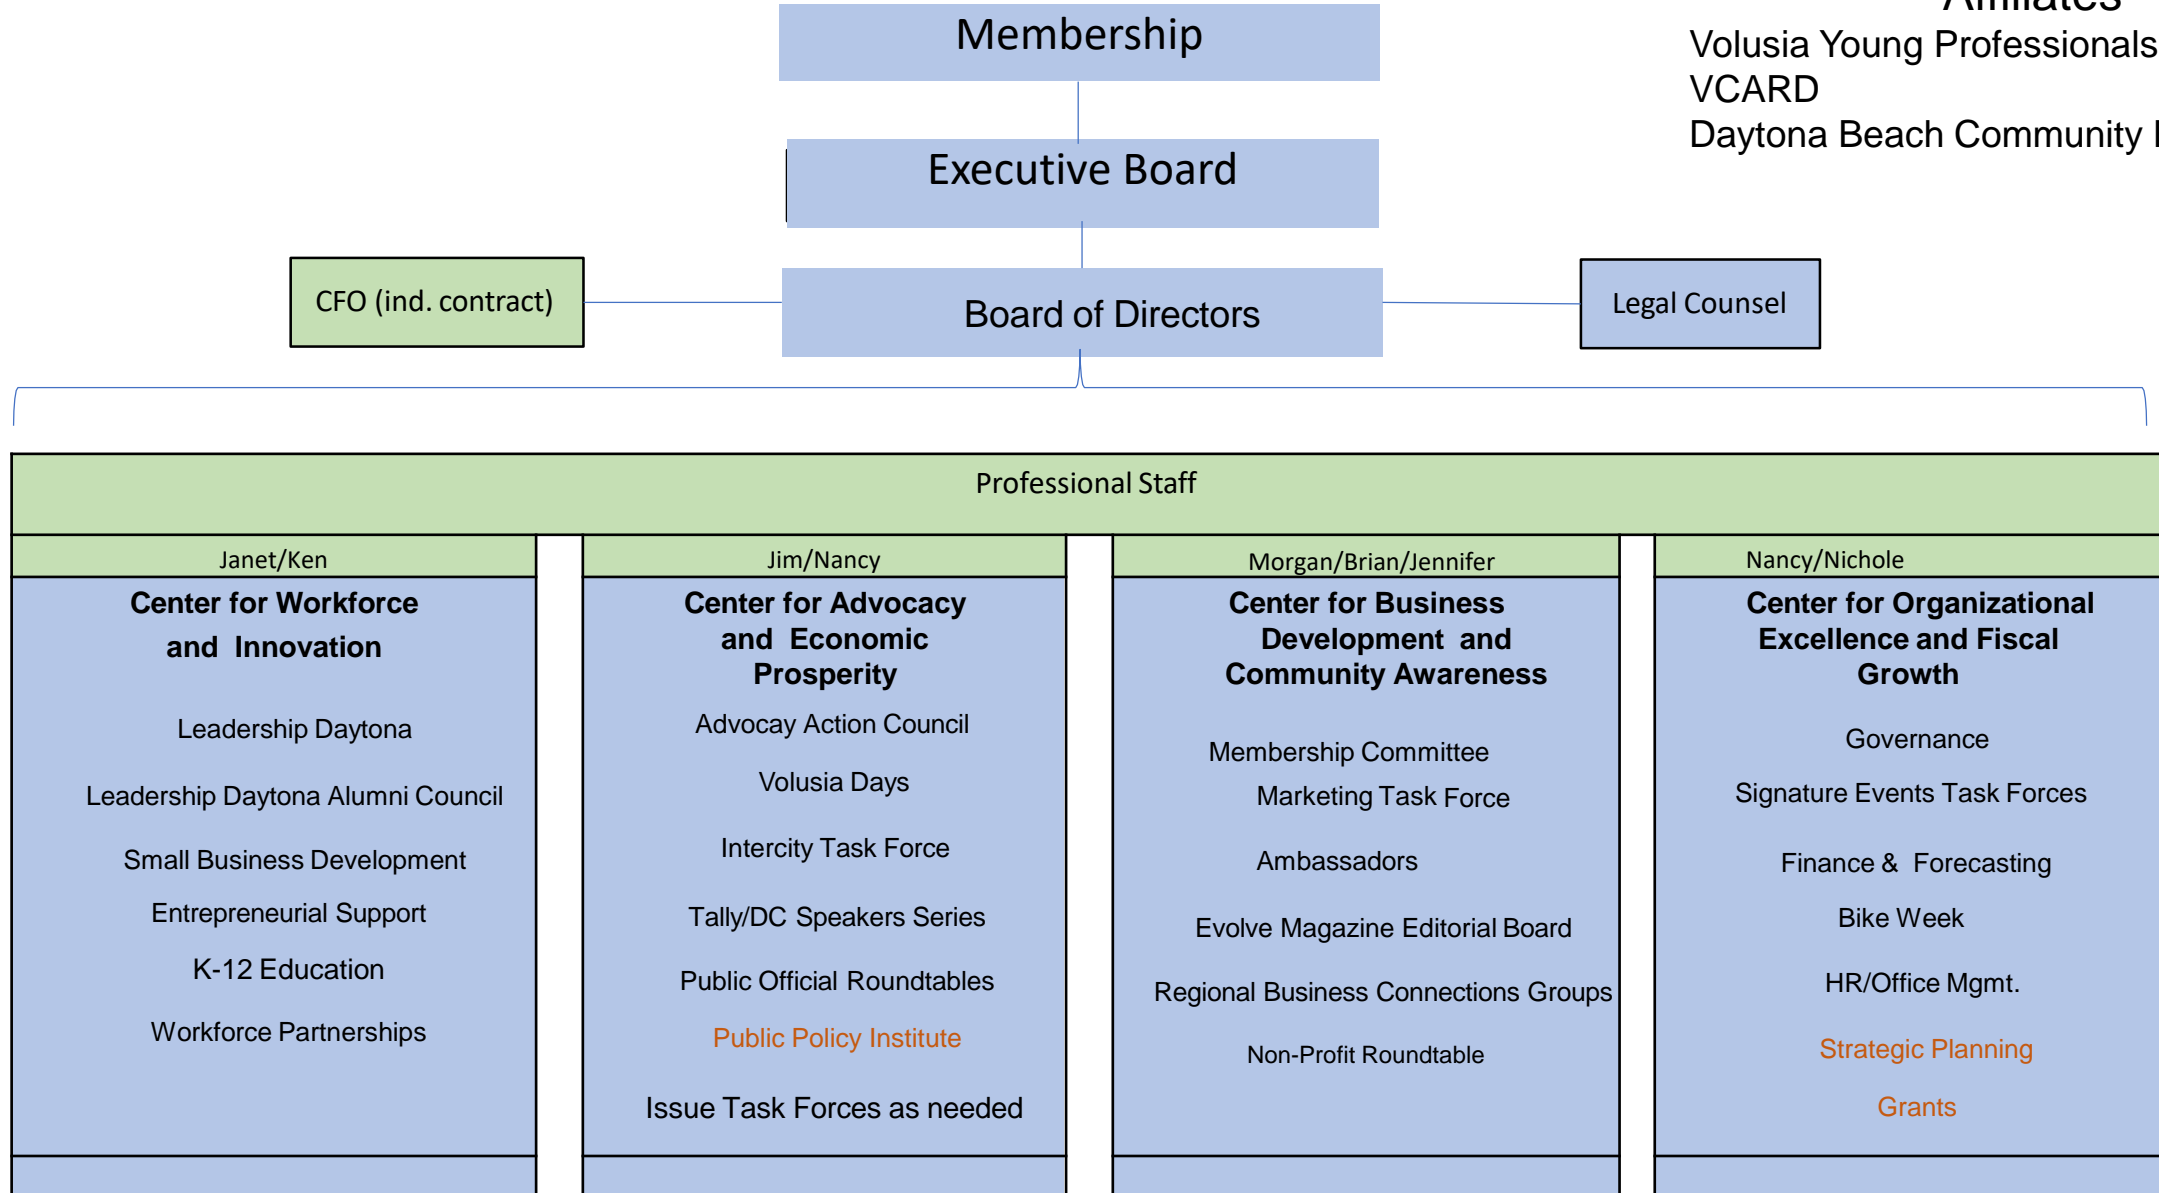 Membership
Affiliates
Volusia Young Professionals
VCARD
Daytona Beach Community
Executive Board
CFO (ind. contract)
Board of Directors
Legal Counsel
Professional Staff
Janet/Ken
Center for Workforce
and Innovation
Leadership Daytona
Leadership Daytona Alumni Council
Small Business Development
Entrepreneurial Support
K-12 Education
Workforce Partnerships
Jim/Nancy
Center for Advocacy
and Economic
Prosperity
Advocay Action Council
Volusia Days
Intercity Task Force
Tally/DC Speakers Series
Public Official Roundtables
Public Policy Institute
Issue Task Forces as needed
Morgan/Brian/Jennifer
Center for Business
Development and
Community Awareness
Membership Committee
Marketing Task Force
Ambassadors
Evolve Magazine Editorial Board
Regional Business Connections Groups
Non-Profit Roundtable
Nancy/Nichole
Center for Organizational
Excellence and Fiscal
Growth
Governance
Signature Events Task Forces
Finance & Forecasting
Bike Week
HR/Office Mgmt.
Strategic Planning
Grants